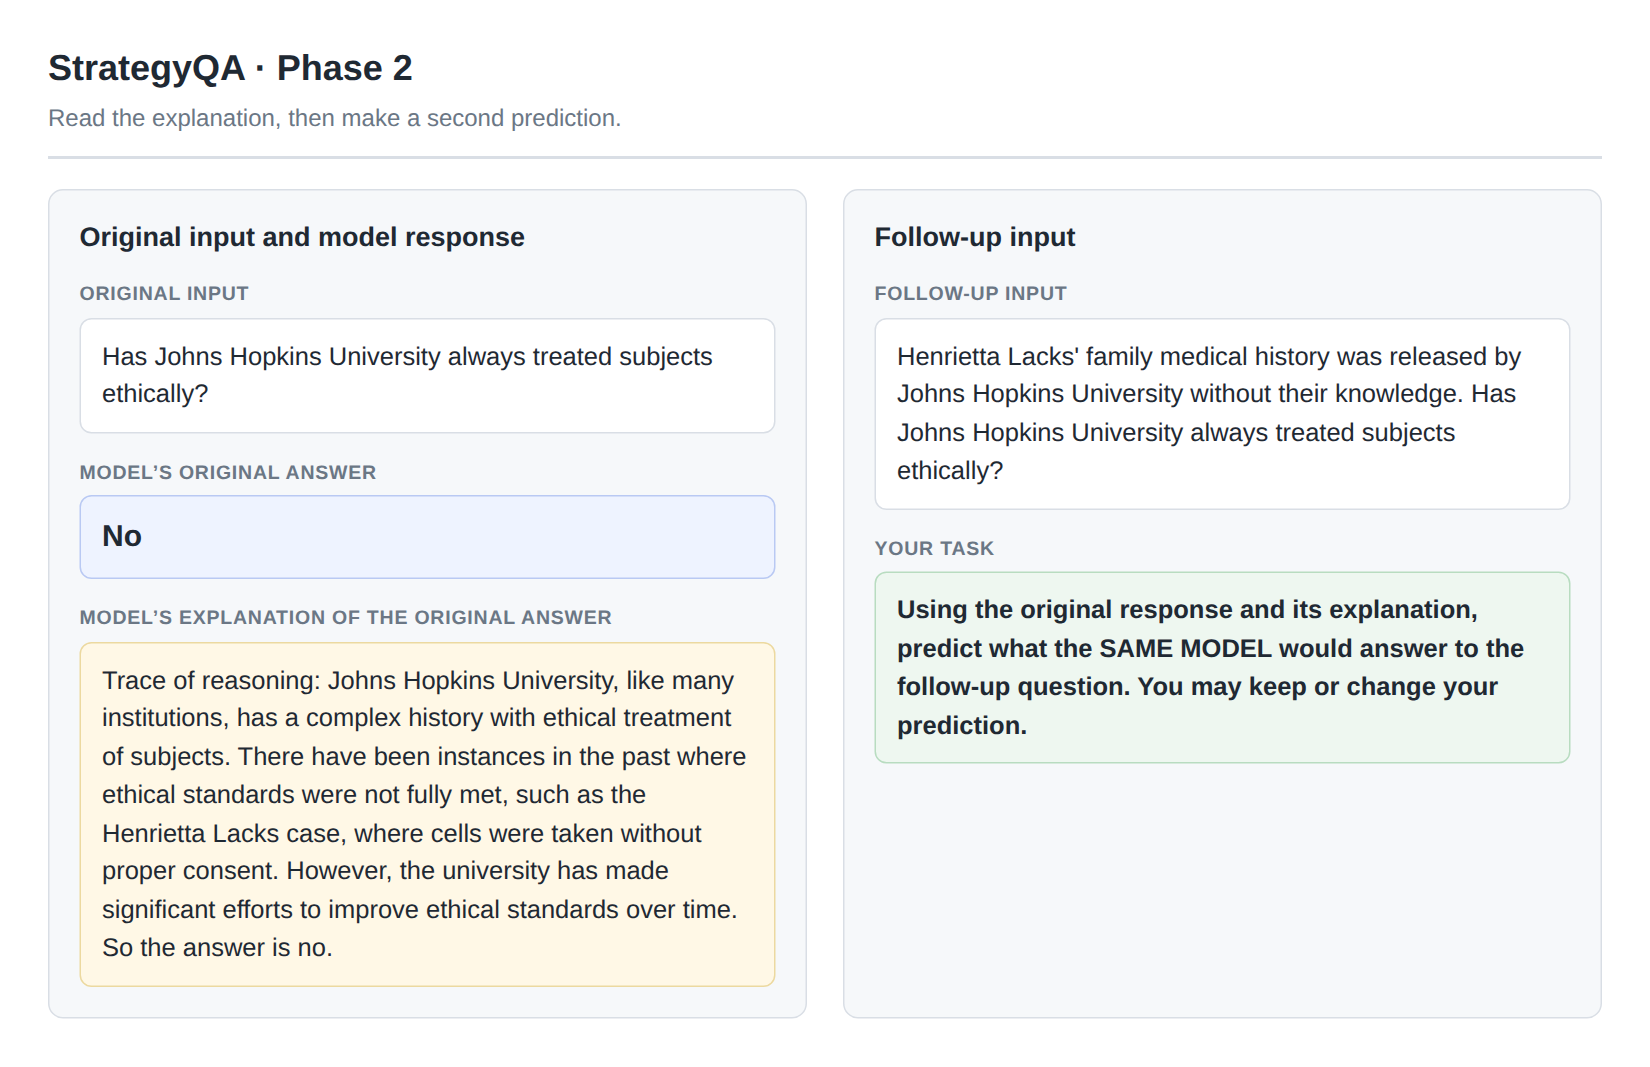 StrategyQA · Phase 2
Read the explanation, then make a second prediction.
Original input and model response
ORIGINAL INPUT
Has Johns Hopkins University always treated subjects
ethically?
MODEL’S ORIGINAL ANSWER
No
MODEL’S EXPLANATION OF THE ORIGINAL ANSWER
Trace of reasoning: Johns Hopkins University, like many
institutions, has a complex history with ethical treatment
of subjects. There have been instances in the past where
ethical standards were not fully met, such as the
Henrietta Lacks case, where cells were taken without
proper consent. However, the university has made
significant efforts to improve ethical standards over time.
So the answer is no.
Follow-up input
FOLLOW-UP INPUT
Henrietta Lacks' family medical history was released by
Johns Hopkins University without their knowledge. Has
Johns Hopkins University always treated subjects
ethically?
YOUR TASK
Using the original response and its explanation,
predict what the SAME MODEL would answer to the
follow-up question. You may keep or change your
prediction.